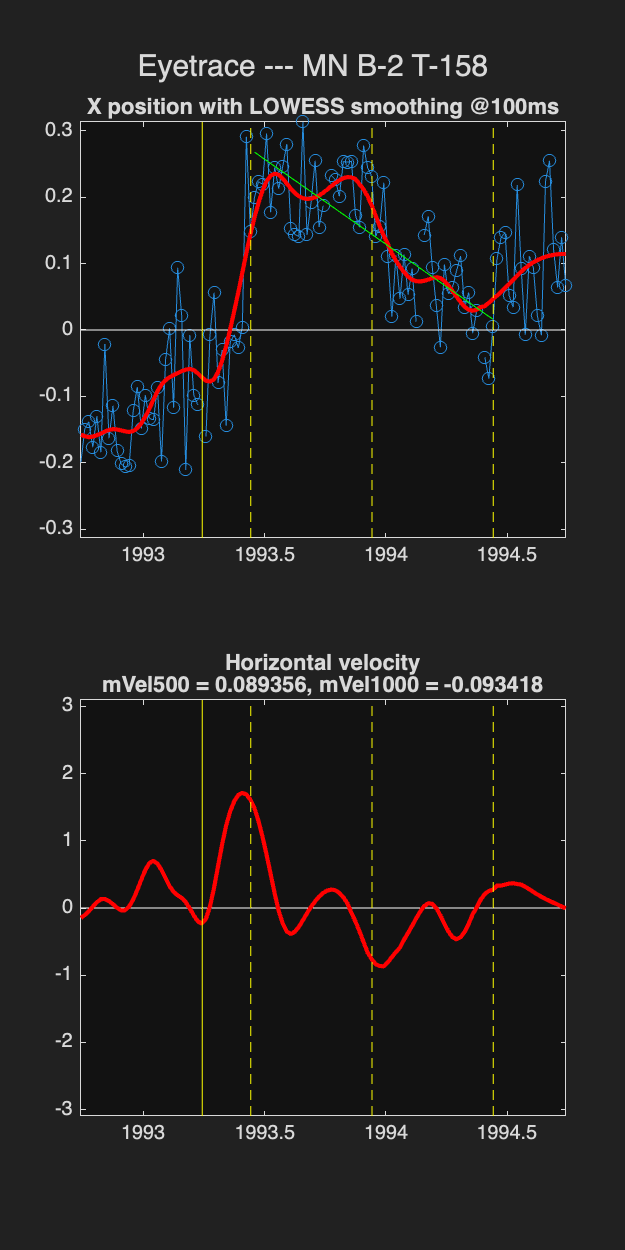 Eyetrace --- MN B-2 T-158
X position with LOWESS smoothing @100ms
0.3
0.2
0.1
0
-0.1
-0.2
-0.3
1993 1993.5 1994 1994.5
Horizontal velocity
mVel500 = 0.089356, mVel1000 = -0.093418
3
2
1
0
-1
-2
-3
1993 1993.5 1994 1994.5